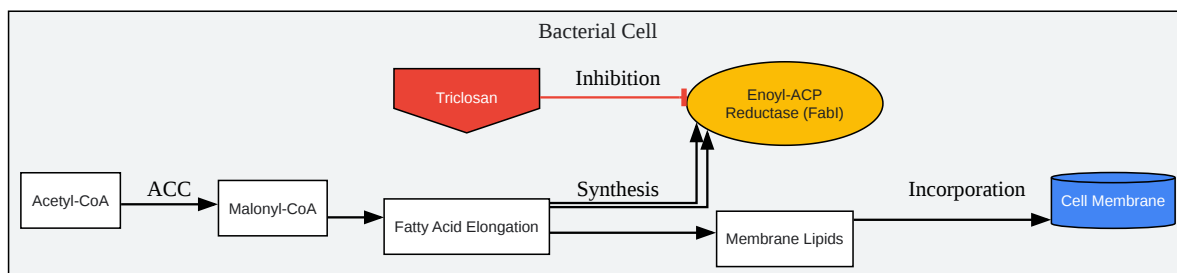 Bacterial Cell
Triclosan
Inhibition
Enoyl-ACP
Reductase (FabI)
Acetyl-CoA
ACC
Malonyl-CoA
Fatty Acid Elongation
Synthesis
Membrane Lipids
Incorporation
Cell Membrane